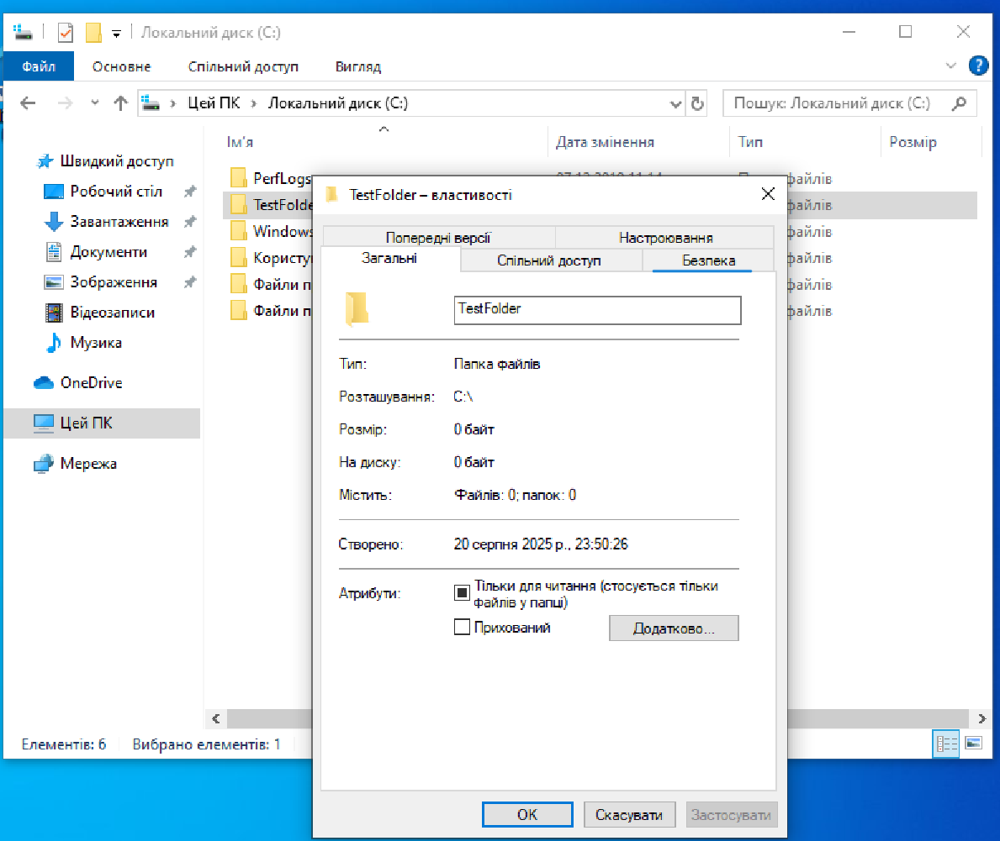 Локальний диск (C:)
Файл Основне Спільний доступ Вигляд
Цей ПК Локальний диск (C:) Пошук: Локальний диск (C:)
Ім'я Дата змінення Тип Розмір
Швидкий доступ
Робочий стіл
Завантаження
Документи
Зображення
Відеозаписи
Музика
OneDrive
Цей ПК
Мережа
PerfLogs файлів
TestFolde файлів
Windows файлів
Користу файлів
Файли п файлів
Файли п файлів
TestFolder – властивості
Попередні версії Настроювання
Загальні Спільний доступ Безпека
TestFolder
Тип: Папка файлів
Розташування: C:\
Розмір: 0 байт
На диску: 0 байт
Містить: Файлів: 0; папок: 0
Створено: 20 серпня 2025 р., 23:50:26
Атрибути: Тільки для читання (стосується тільки
файлів у папці)
Прихований Додатково...
OK Скасувати Застосувати
Елементів: 6 Вибрано елементів: 1